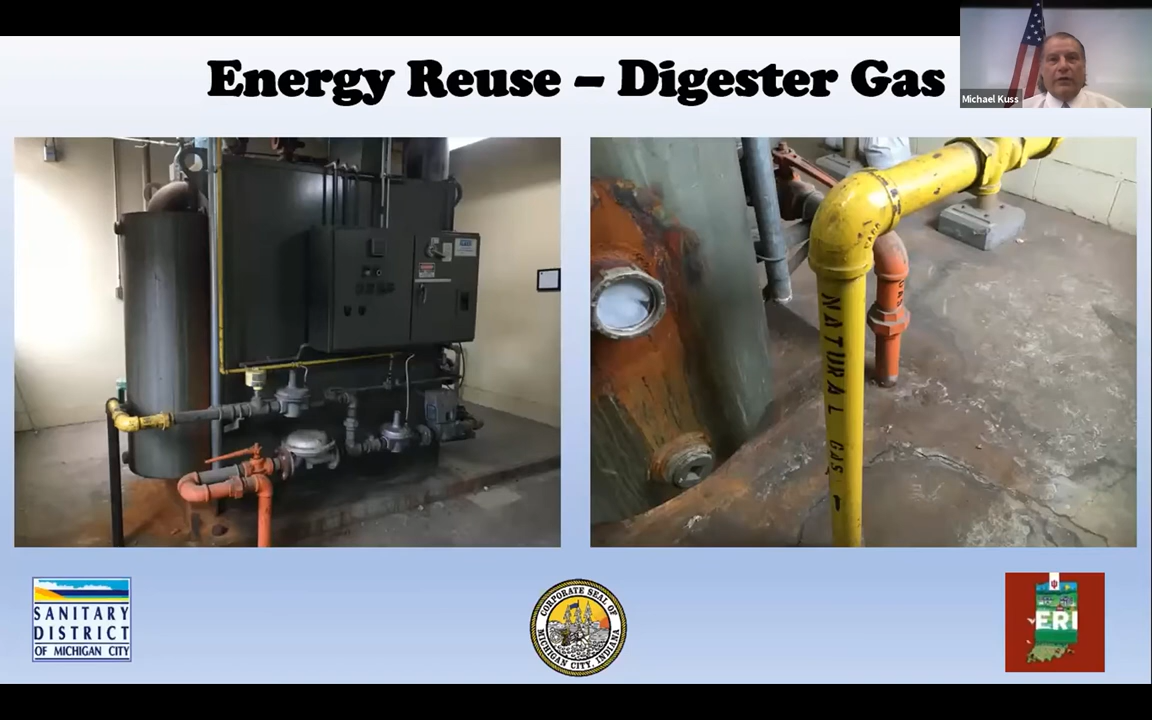 Energy Reuse – Digester Gas
Michael Kuss
NATURAL GAS
SANITARY
DISTRICT
OF MICHIGAN CITY
CORPORATE SEAL OF
MICHIGAN CITY, INDIANA
ERI